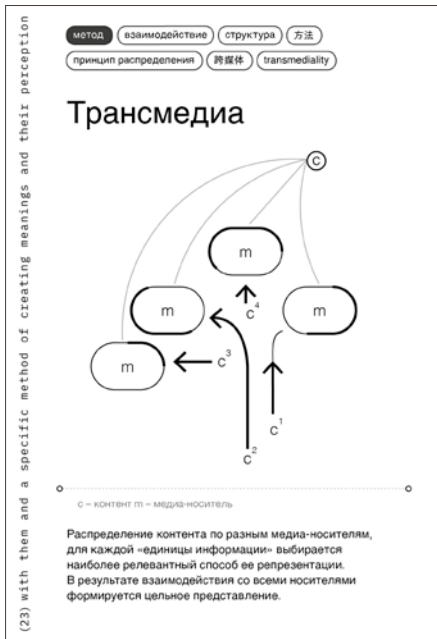 метод взаимодействие структура 方法
принцип распределения 跨媒体 transmediality
Трансмедиа
c
m
m
m
c⁴
m
c³
c¹
c²
c – контент m – медиа-носитель
Распределение контента по разным медиа-носителям,
для каждой «единицы информации» выбирается
наиболее релевантный способ ее репрезентации.
В результате взаимодействия со всеми носителями
формируется цельное представление.
(23) with them and a specific method of creating meanings and their perception